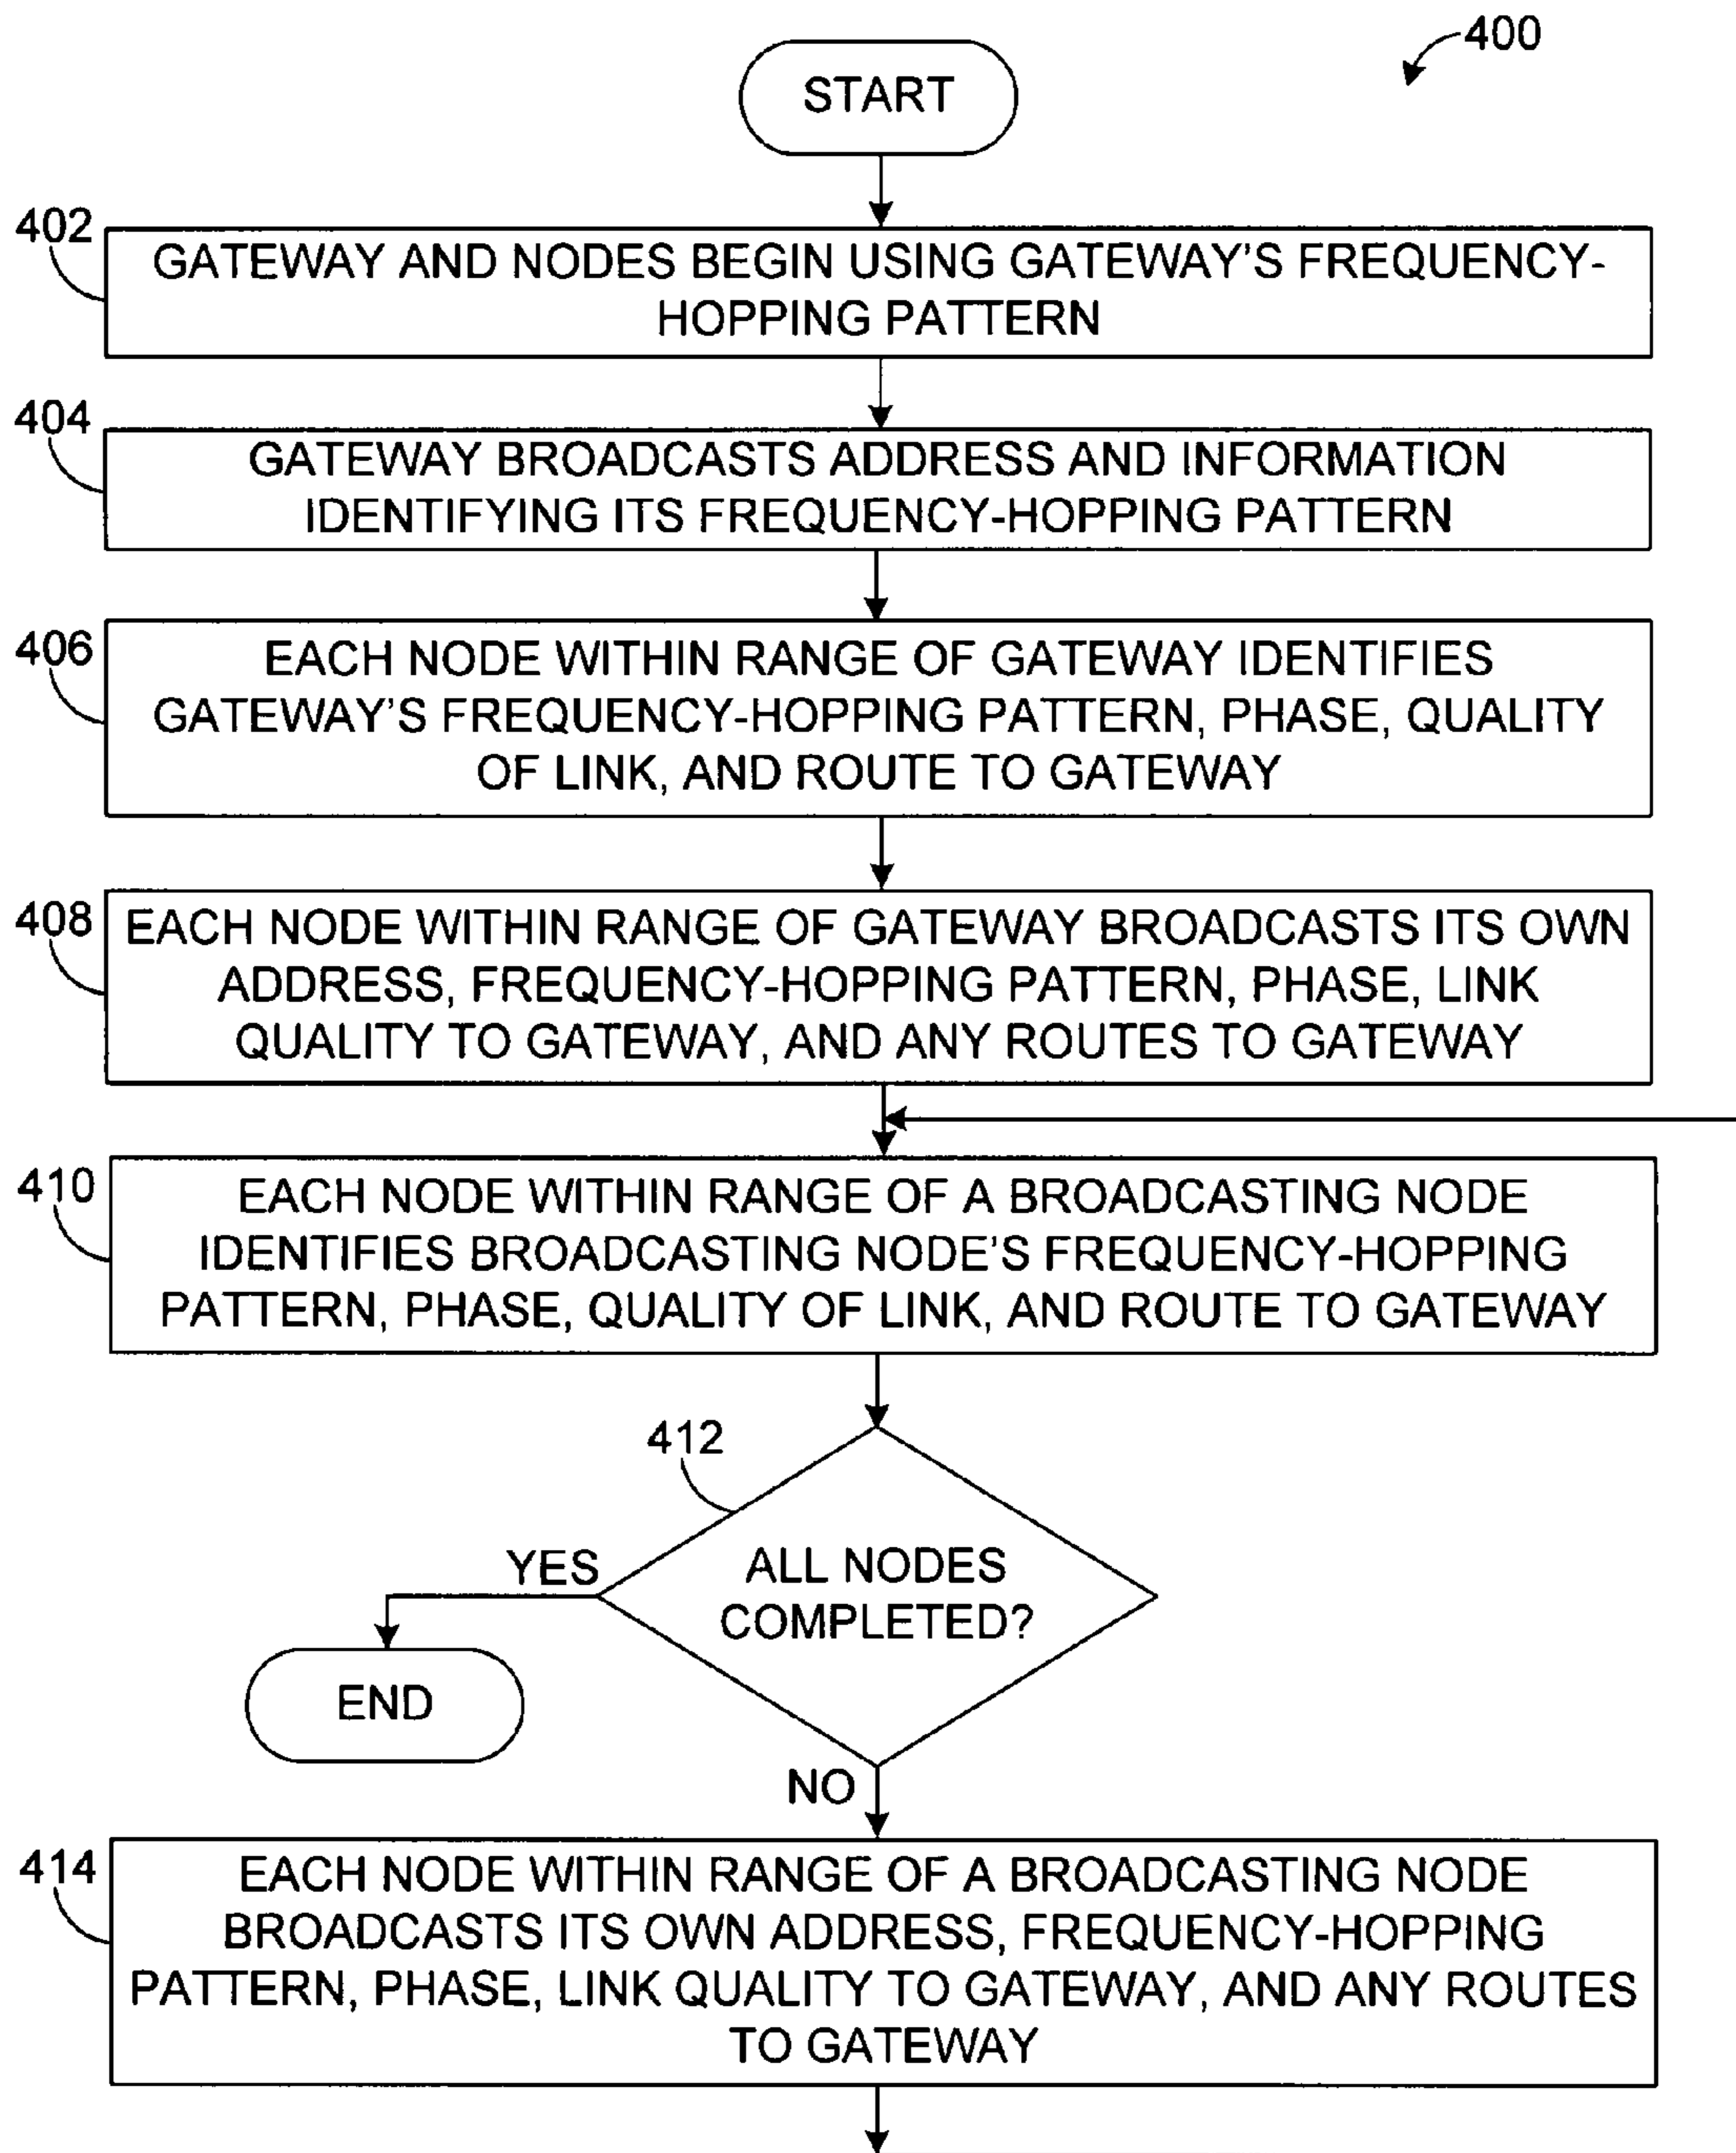 400
START
402
GATEWAY AND NODES BEGIN USING GATEWAY'S FREQUENCY-
HOPPING PATTERN
404
GATEWAY BROADCASTS ADDRESS AND INFORMATION
IDENTIFYING ITS FREQUENCY-HOPPING PATTERN
406
EACH NODE WITHIN RANGE OF GATEWAY IDENTIFIES
GATEWAY'S FREQUENCY-HOPPING PATTERN, PHASE, QUALITY
OF LINK, AND ROUTE TO GATEWAY
408
EACH NODE WITHIN RANGE OF GATEWAY BROADCASTS ITS OWN
ADDRESS, FREQUENCY-HOPPING PATTERN, PHASE, LINK
QUALITY TO GATEWAY, AND ANY ROUTES TO GATEWAY
410
EACH NODE WITHIN RANGE OF A BROADCASTING NODE
IDENTIFIES BROADCASTING NODE'S FREQUENCY-HOPPING
PATTERN, PHASE, QUALITY OF LINK, AND ROUTE TO GATEWAY
412
ALL NODES
COMPLETED?
YES
END
NO
414
EACH NODE WITHIN RANGE OF A BROADCASTING NODE
BROADCASTS ITS OWN ADDRESS, FREQUENCY-HOPPING
PATTERN, PHASE, LINK QUALITY TO GATEWAY, AND ANY ROUTES
TO GATEWAY